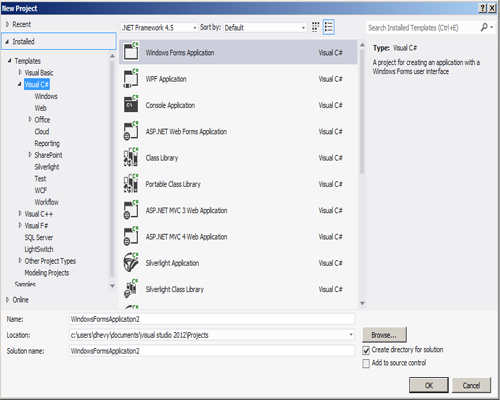 New Project
Recent
Installed
Templates
Visual Basic
Visual C#
Windows
Web
Office
Cloud
Reporting
SharePoint
Silverlight
Test
WCF
Workflow
Visual C++
Visual F#
SQL Server
LightSwitch
Other Project Types
Modeling Projects
Samples
Online
.NET Framework 4.5 Sort by: Default
Windows Forms Application Visual C#
WPF Application Visual C#
Console Application Visual C#
ASP.NET Web Forms Application Visual C#
Class Library Visual C#
Portable Class Library Visual C#
ASP.NET MVC 3 Web Application Visual C#
ASP.NET MVC 4 Web Application Visual C#
Silverlight Application Visual C#
Silverlight Class Library Visual C#
Search Installed Templates (Ctrl+E)
Type: Visual C#
A project for creating an application with a
Windows Forms user interface
Name: WindowsFormsApplication2
Location: c:\users\dhevy\documents\visual studio 2012\Projects
Browse...
Solution name: WindowsFormsApplication2
Create directory for solution
Add to source control
OK Cancel